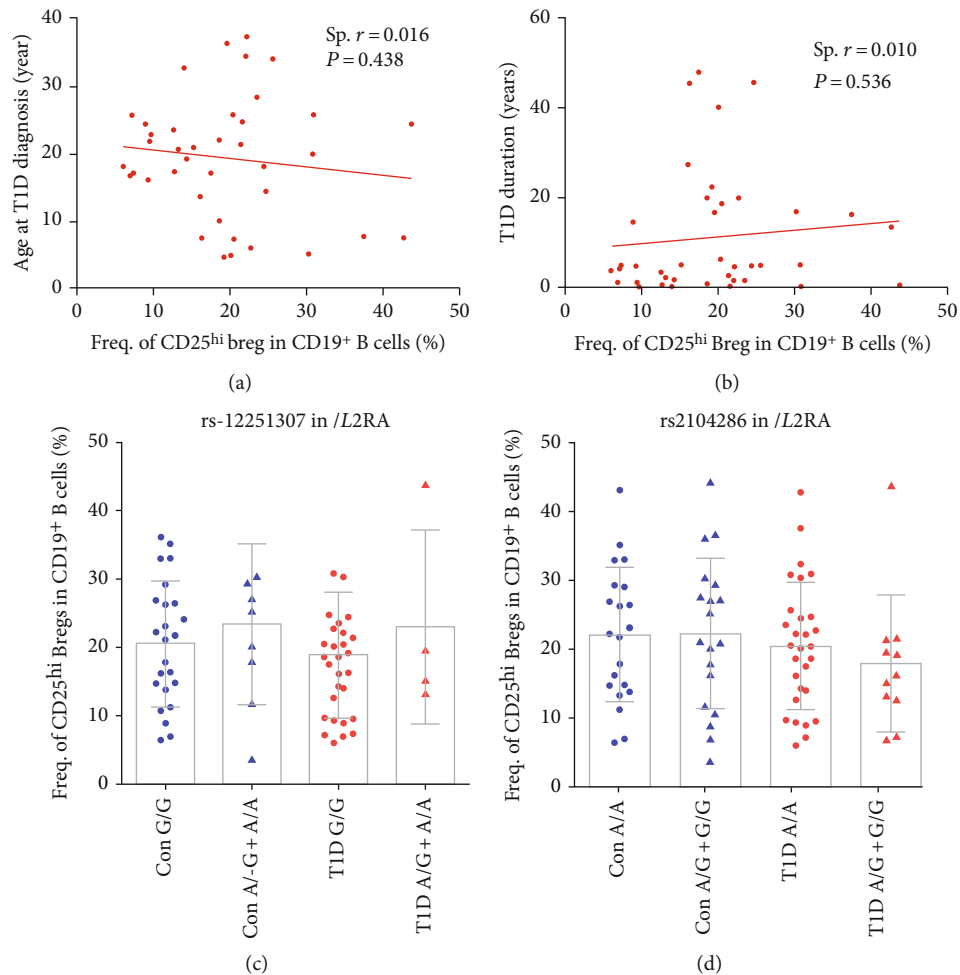 Age at T1D diagnosis (year)
40
30
20
10
0
Sp. r = 0.016
P = 0.438
0 10 20 30 40 50
Freq. of CD25hi breg in CD19+ B cells (%)
(a)
T1D duration (years)
60
40
20
0
Sp. r = 0.010
P = 0.536
0 10 20 30 40 50
Freq. of CD25hi Breg in CD19+ B cells (%)
(b)
rs-12251307 in /L2RA
Freq. of CD25hi Bregs in CD19+ B cells (%)
50
40
30
20
10
0
Con G/G
Con A/-G + A/A
T1D G/G
T1D A/G + A/A
(c)
rs2104286 in /L2RA
Freq. of CD25hi Bregs in CD19+ B cells (%)
50
40
30
20
10
0
Con A/A
Con A/G + G/G
T1D A/A
T1D A/G + G/G
(d)